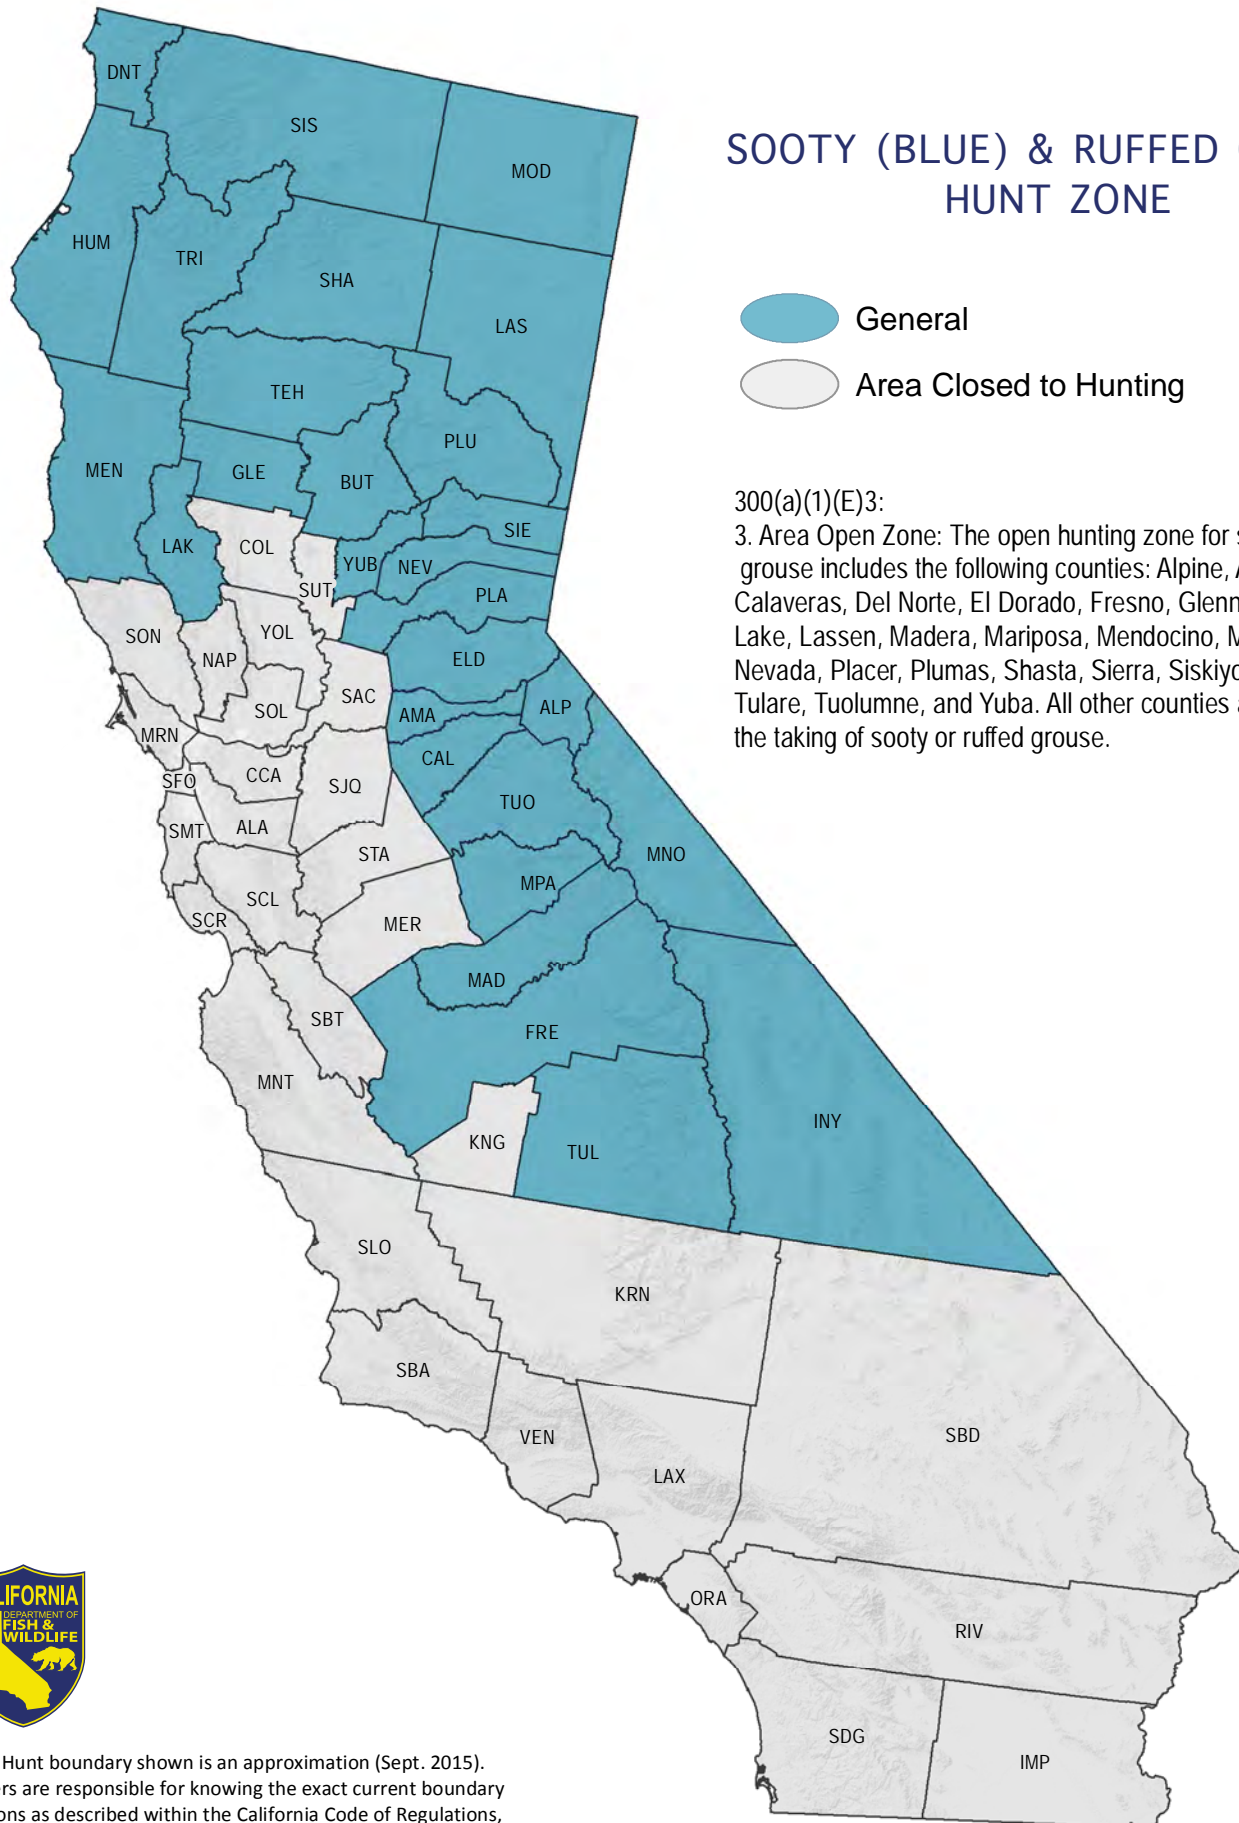 SOOTY (BLUE) & RUFFED
HUNT ZONE
General
Area Closed to Hunting
300(a)(1)(E)3:
3. Area Open Zone: The open hunting zone for
grouse includes the following counties: Alpine,
Calaveras, Del Norte, El Dorado, Fresno, Glenn
Lake, Lassen, Madera, Mariposa, Mendocino,
Nevada, Placer, Plumas, Shasta, Sierra,
Tulare, Tuolumne, and Yuba. All other counties
the taking of sooty or ruffed grouse.
DNT
SIS
MOD
HUM
TRI
SHA
LAS
TEH
PLU
MEN
GLE
BUT
LAK
COL
SUT
YUB
NEV
SIE
PLA
SON
NAP
YOL
ELD
SOL
SAC
AMA
ALP
MRN
CAL
SFO
CCA
SJQ
TUO
SMT
ALA
STA
MNO
MPA
SCL
SCR
MER
MAD
SBT
FRE
MNT
KNG
TUL
INY
SLO
KRN
SBA
VEN
LAX
SBD
ORA
RIV
SDG
IMP
LIFORNIA
DEPARTMENT OF
FISH &
WILDLIFE
Hunt boundary shown is an approximation (Sept. 2015).
ers are responsible for knowing the exact current boundary
ons as described within the California Code of Regulations,